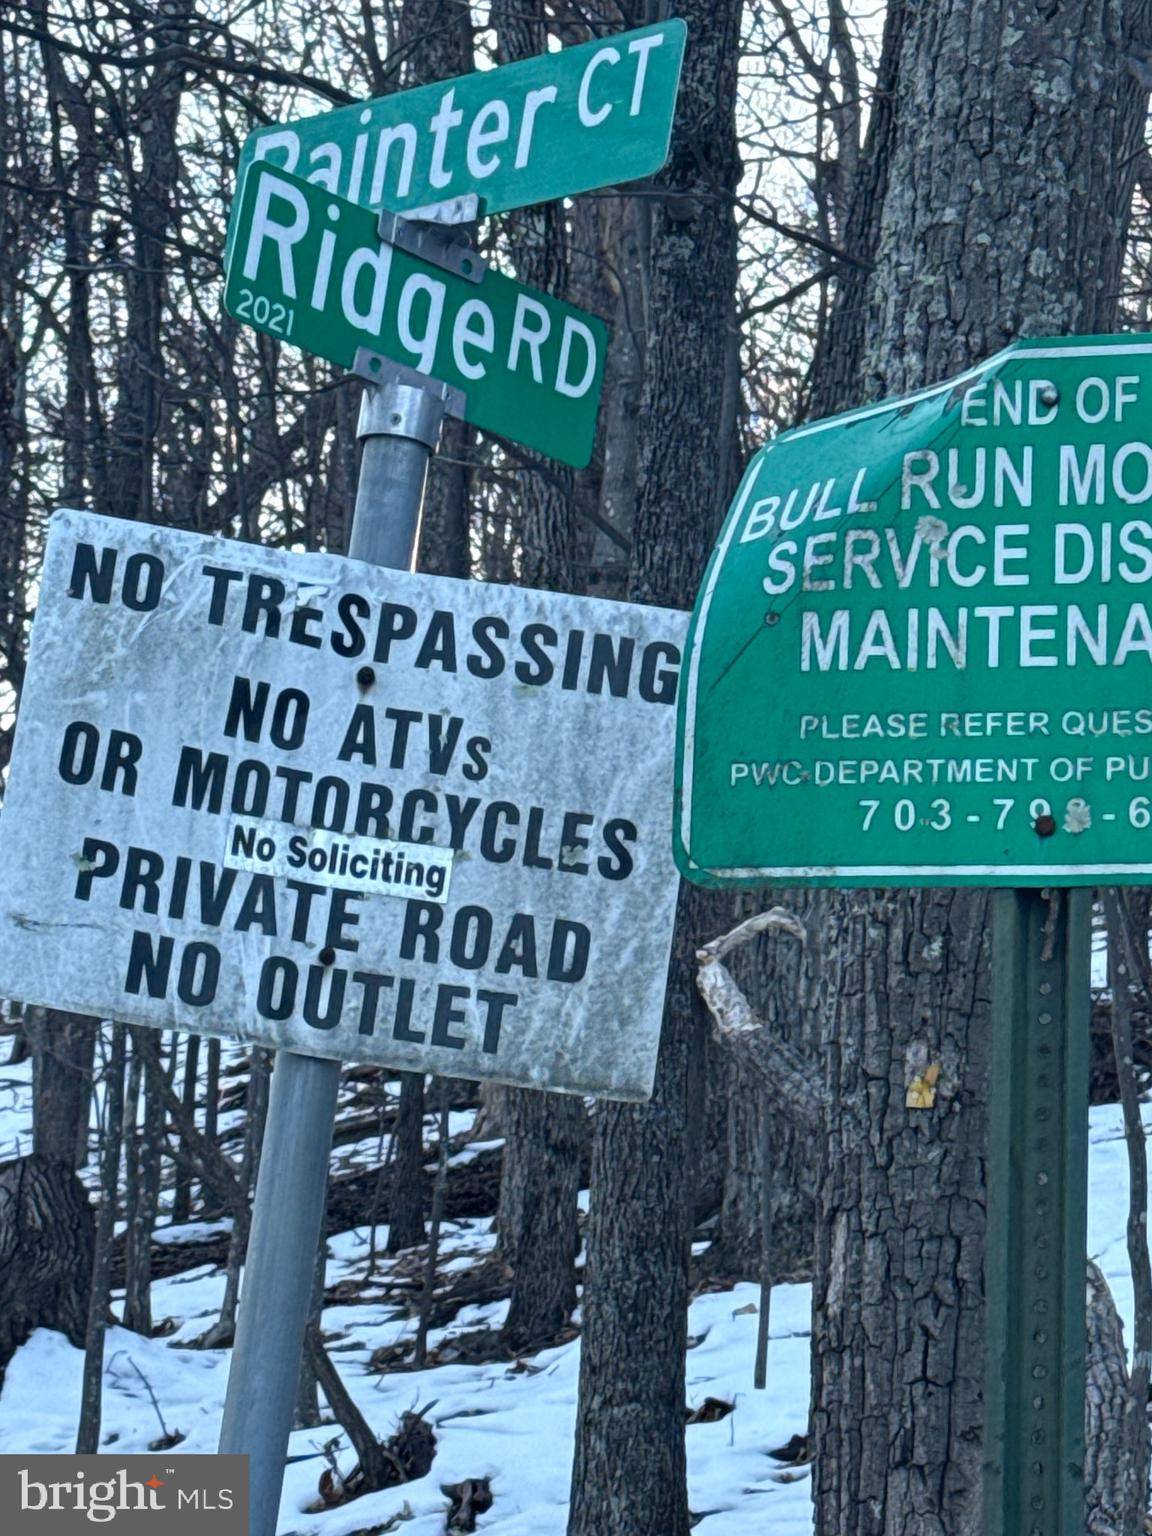 Painter CT
Ridge RD
2021
NO TRESPASSING
NO ATVs
OR MOTORCYCLES
No Soliciting
PRIVATE ROAD
NO OUTLET
END OF
BULL RUN MO
SERVICE DIS
MAINTENA
PLEASE REFER QUES
PWC DEPARTMENT OF PU
703-79 -6
bright MLS